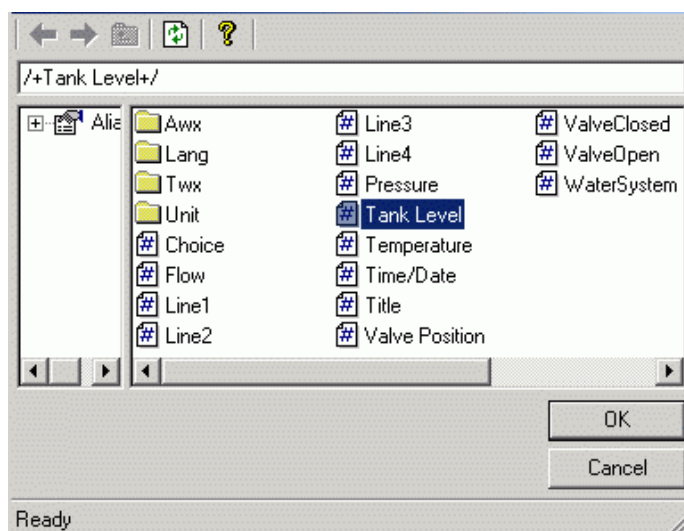 /+Tank Level+/
Alia
Awx
Lang
Twx
Unit
Choice
Flow
Line1
Line2
Line3
Line4
Pressure
Tank Level
Temperature
Time/Date
Title
Valve Position
ValveClosed
ValveOpen
WaterSystem
OK
Cancel
Ready